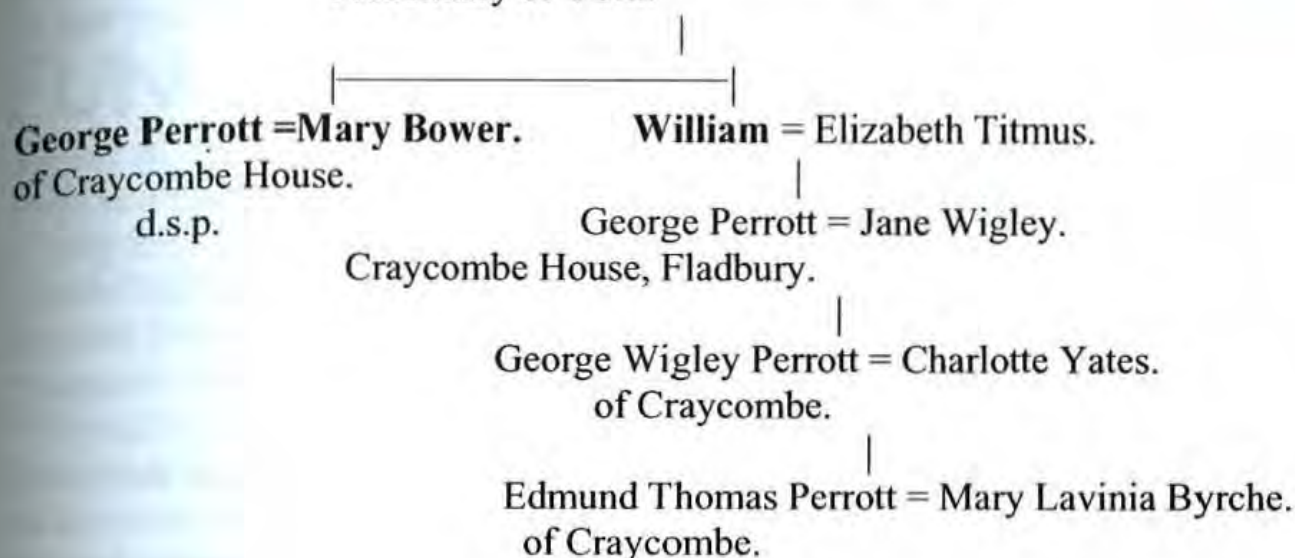 George Perrott =Mary Bower. William = Elizabeth Titmus.
of Craycombe House.
d.s.p. George Perrott = Jane Wigley.
Craycombe House, Fladbury.
George Wigley Perrott = Charlotte Yates.
of Craycombe.
Edmund Thomas Perrott = Mary Lavinia Byrche.
of Craycombe.